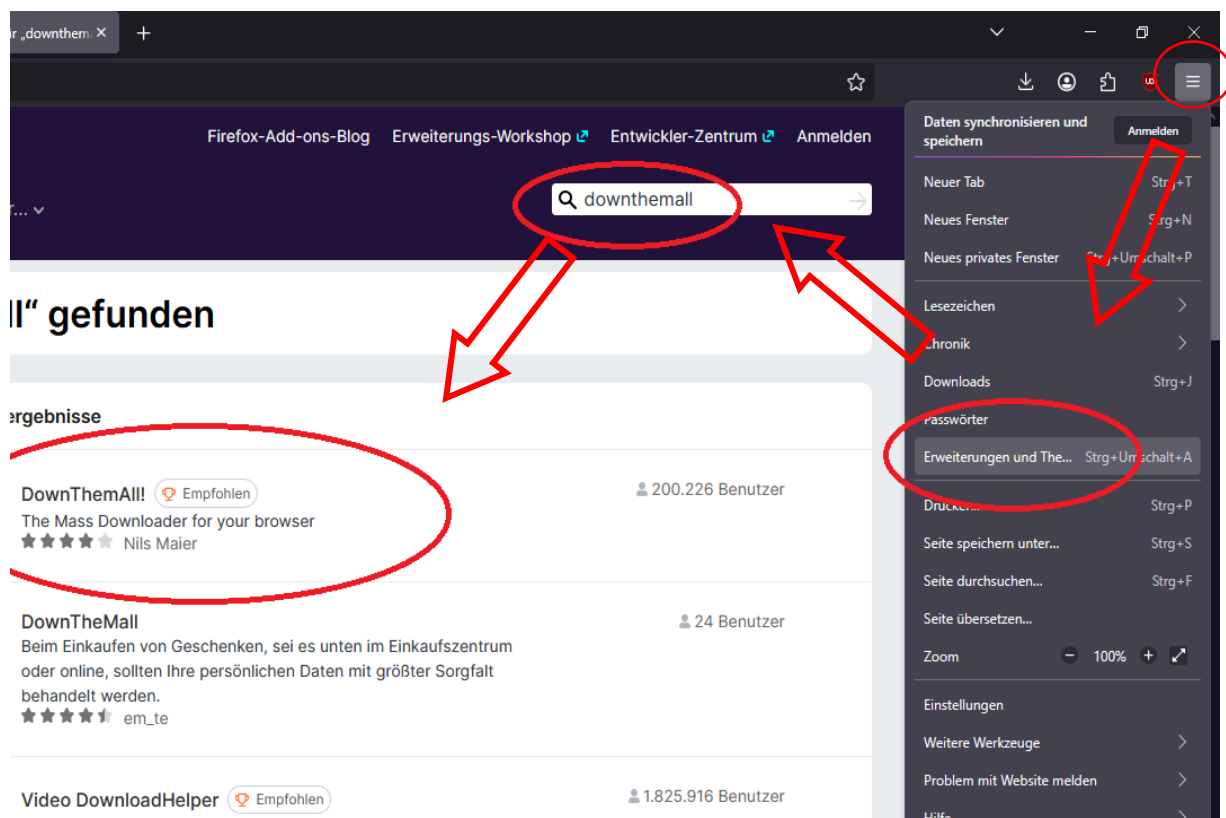 ir „downthem
Firefox-Add-ons-Blog Erweiterungs-Workshop Entwickler-Zentrum Anmelden
downthemall
r...
ll“ gefunden
ergebnisse
DownThemAll! Empfohlen
200.226 Benutzer
The Mass Downloader for your browser
Nils Maier
DownTheMall
24 Benutzer
Beim Einkaufen von Geschenken, sei es unten im Einkaufszentrum
oder online, sollten Ihre persönlichen Daten mit größter Sorgfalt
behandelt werden.
em_te
Video DownloadHelper Empfohlen
1.825.916 Benutzer
Daten synchronisieren und
speichern
Anmelden
Neuer Tab Strg+T
Neues Fenster Strg+N
Neues privates Fenster Strg+Umschalt+P
Lesezeichen
Chronik
Downloads Strg+J
Passwörter
Erweiterungen und The... Strg+Umschalt+A
Drucken... Strg+P
Seite speichern unter... Strg+S
Seite durchsuchen... Strg+F
Seite übersetzen...
Zoom 100%
Einstellungen
Weitere Werkzeuge
Problem mit Website melden
Hilfe